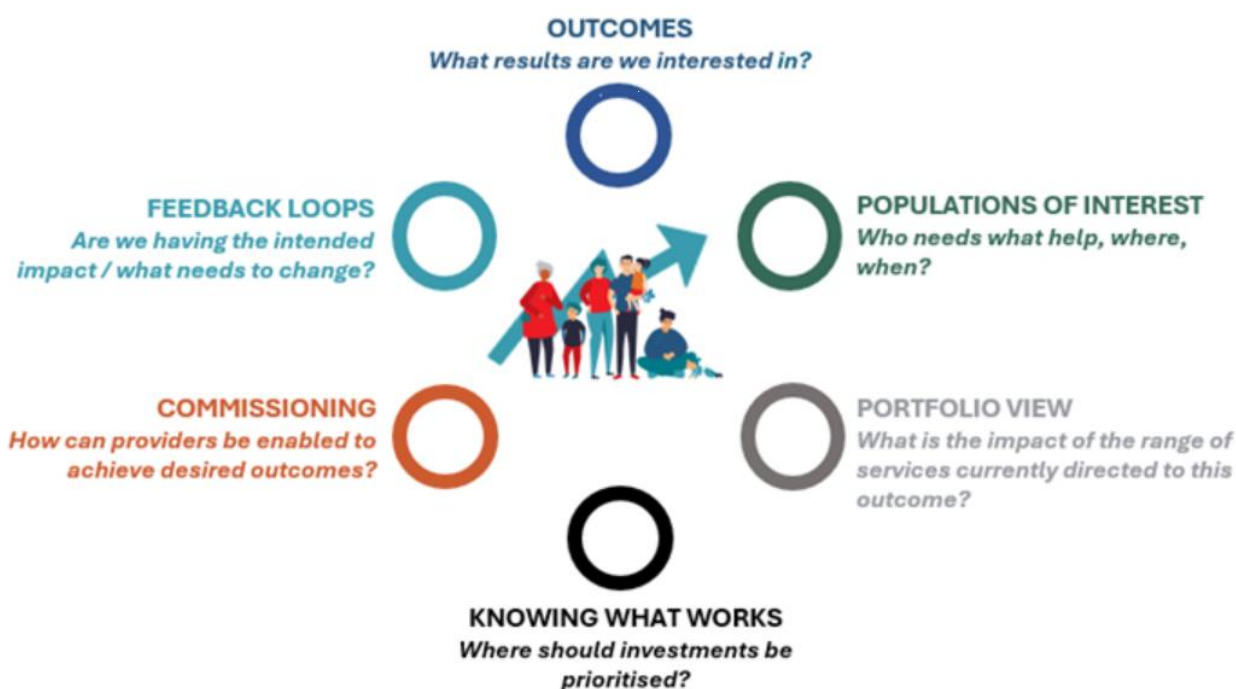 OUTCOMES
What results are we interested in?
FEEDBACK LOOPS
Are we having the intended
impact / what needs to change?
POPULATIONS OF INTEREST
Who needs what help, where,
when?
COMMISSIONING
How can providers be enabled to
achieve desired outcomes?
PORTFOLIO VIEW
What is the impact of the range of
services currently directed to this
outcome?
KNOWING WHAT WORKS
Where should investments be
prioritised?